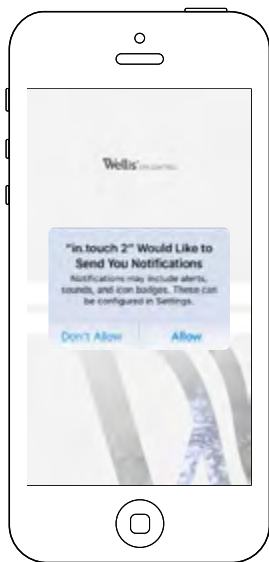 Wellis
"in.touch 2" Would Like to
Send You Notifications
Notifications may include alerts,
sounds, and icon badges. These can
be configured in Settings.
Don't Allow Allow